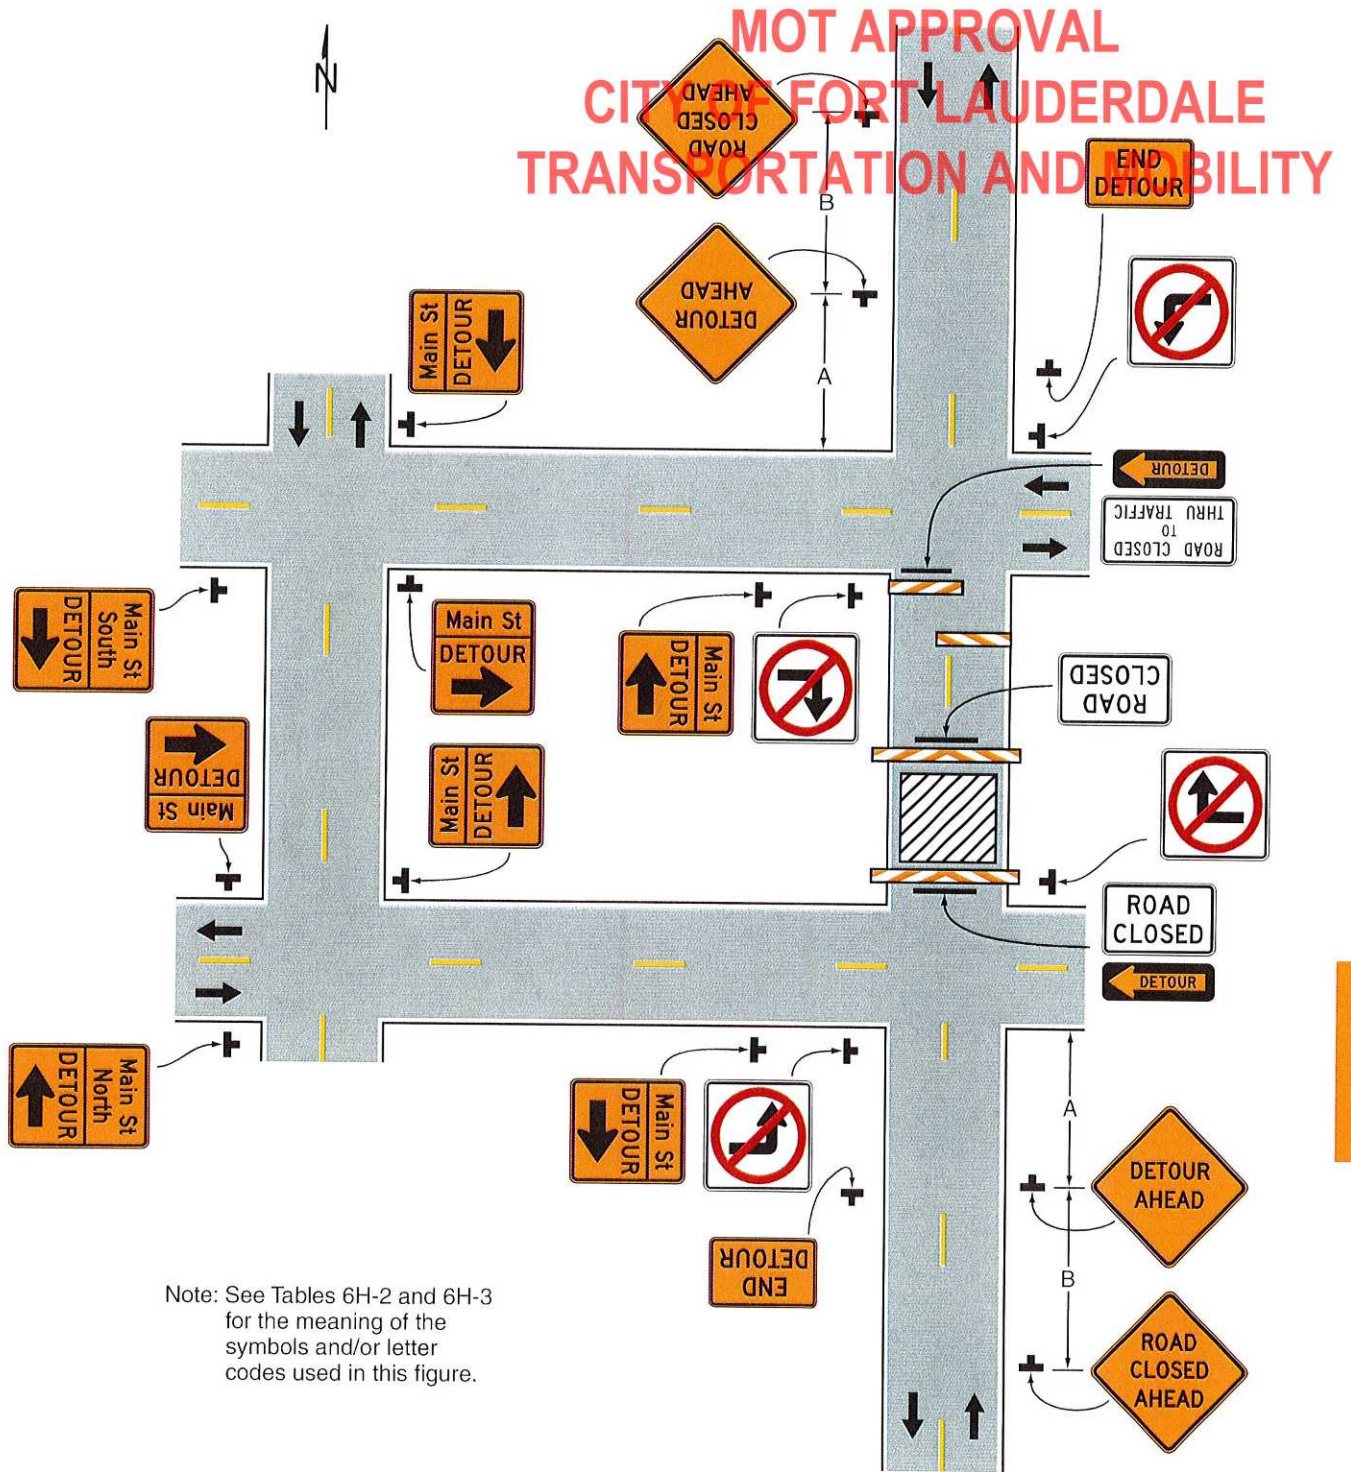 MOT APPROVAL
CITY OF FORT LAUDERDALE
TRANSPORTATION AND MOBILITY
N
ROAD
CLOSED
AHEAD
B
END
DETOUR
DETOUR
AHEAD
A
Main St
DETOUR
DETOUR
ROAD CLOSED
TO
THRU TRAFFIC
Main St
South
DETOUR
Main St
DETOUR
Main St
DETOUR
ROAD
CLOSED
Main St
DETOUR
Main St
DETOUR
ROAD
CLOSED
DETOUR
Main St
North
DETOUR
Main St
DETOUR
A
DETOUR
AHEAD
END
DETOUR
B
ROAD
CLOSED
AHEAD
Note: See Tables 6H-2 and 6H-3
for the meaning of the
symbols and/or letter
codes used in this figure.